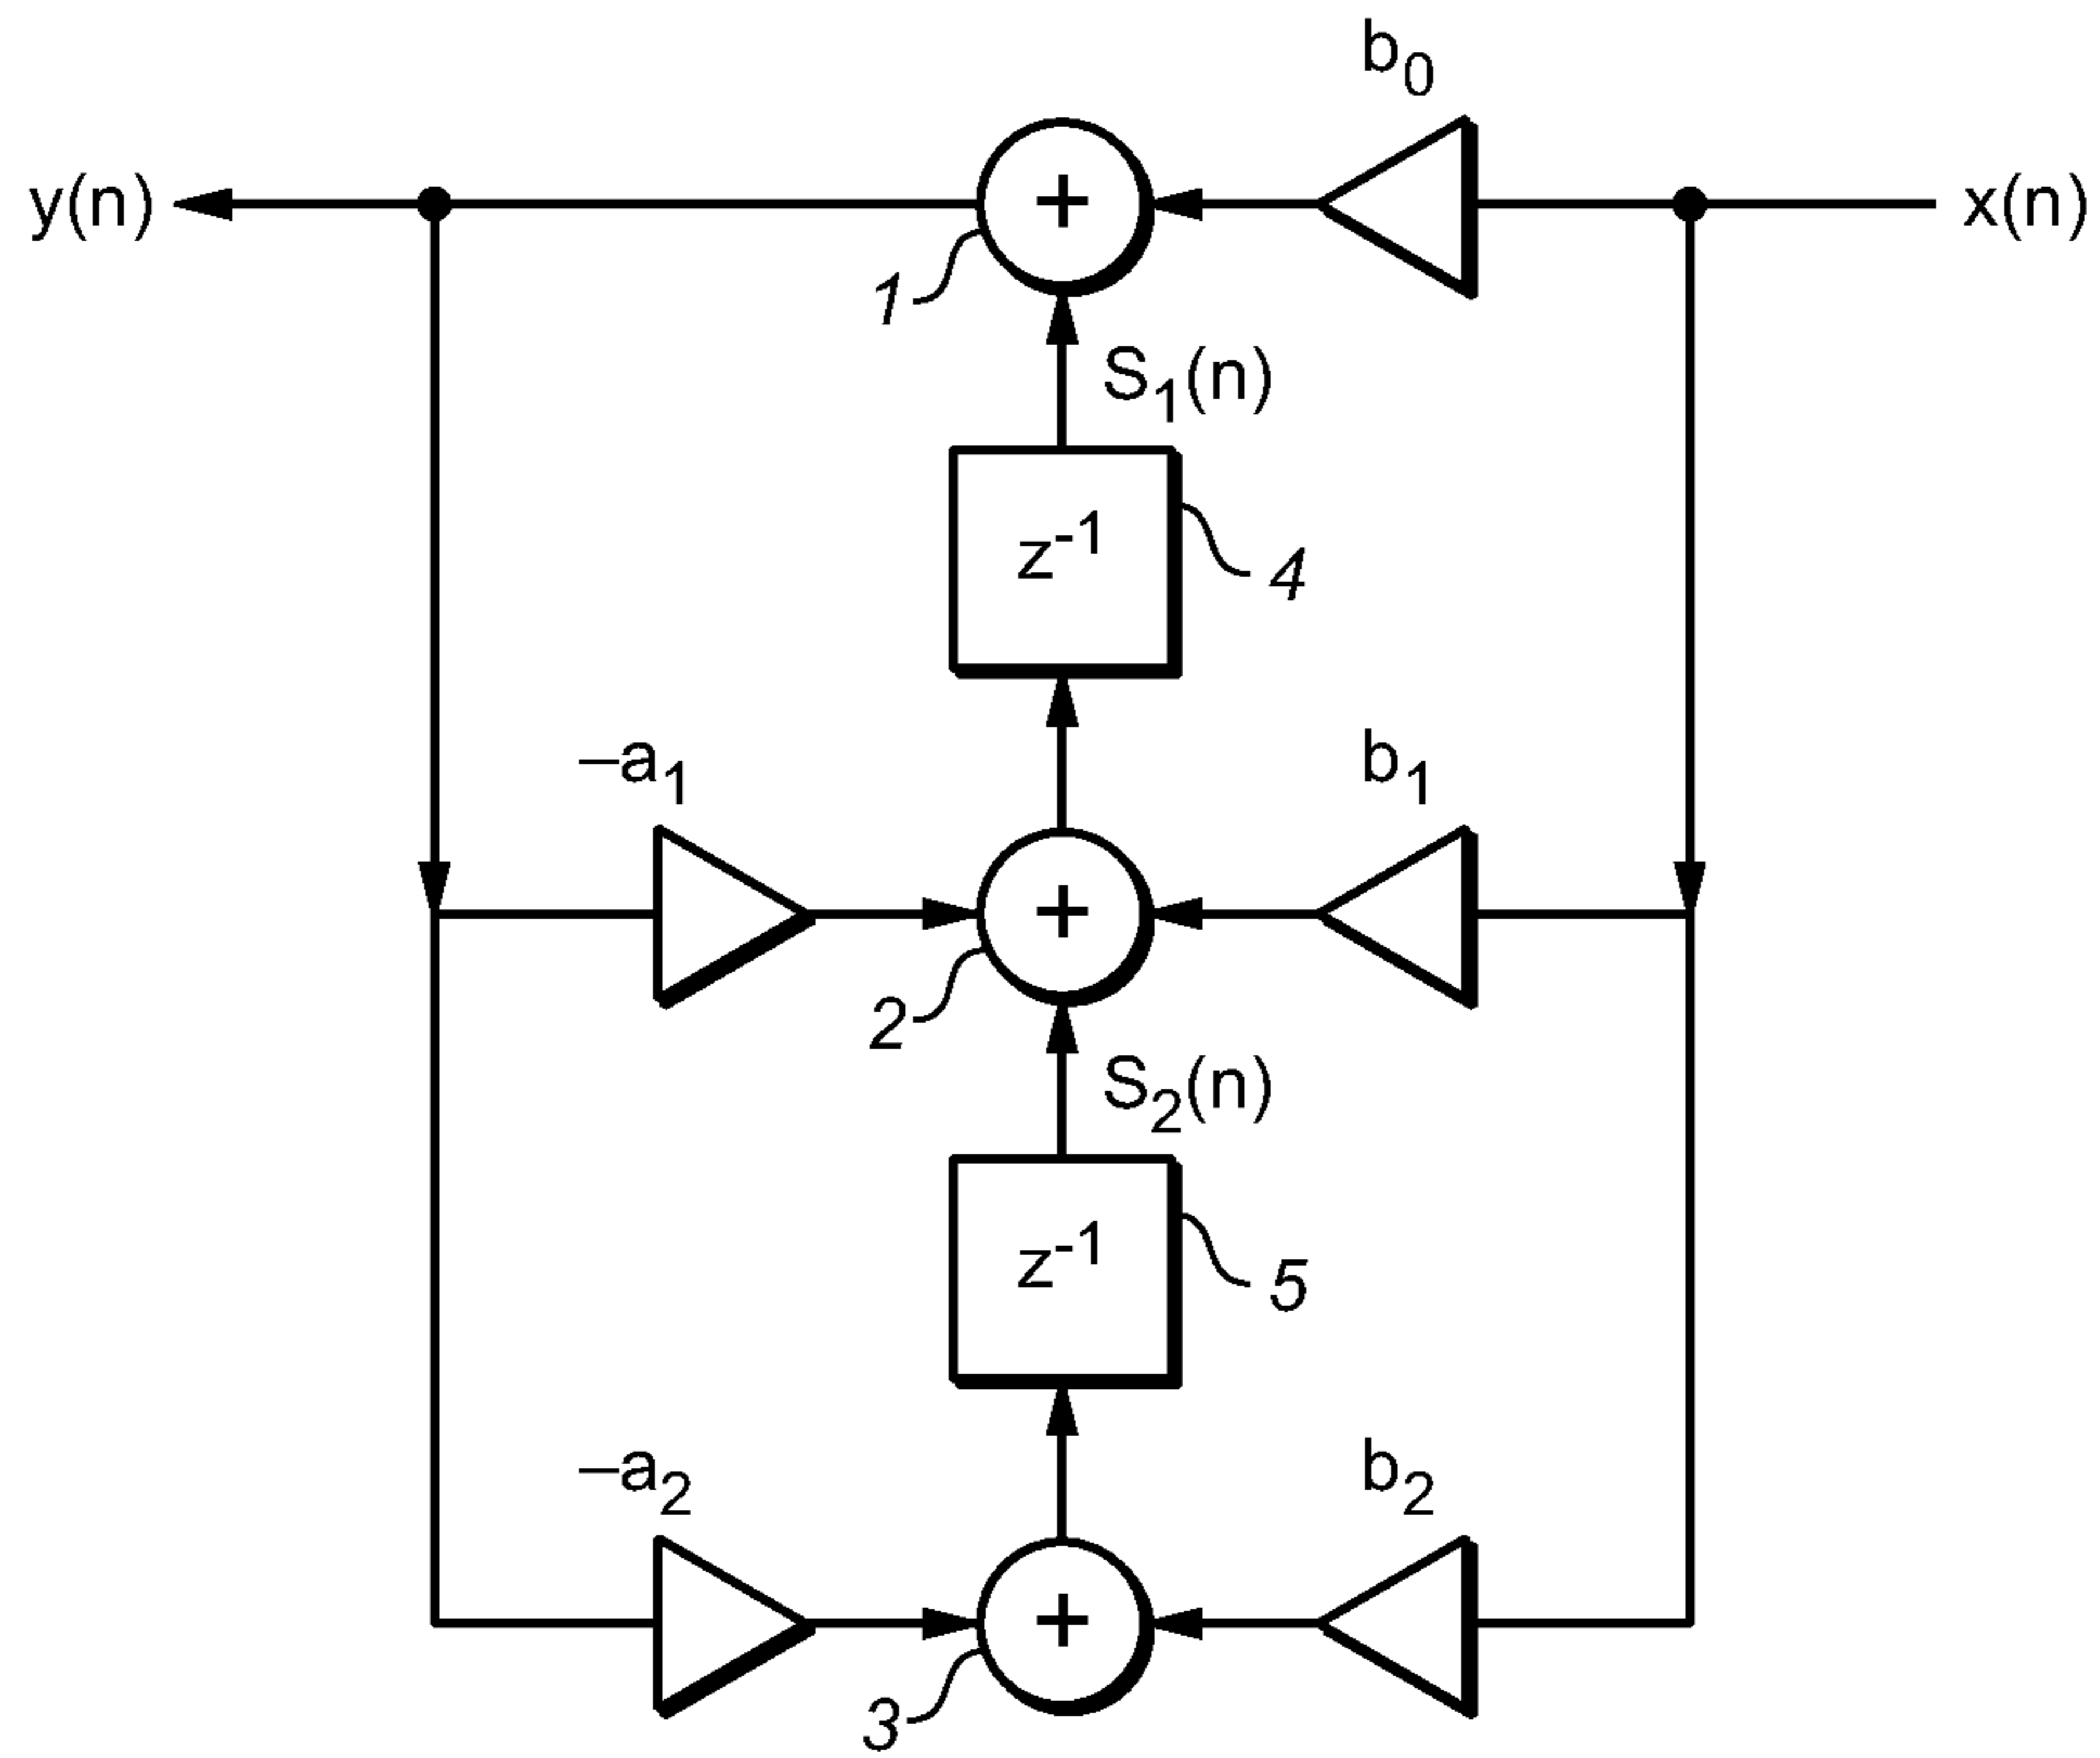 b₀
y(n)
+
x(n)
1
S₁(n)
z⁻¹
4
–a₁
b₁
+
2
S₂(n)
z⁻¹
5
–a₂
b₂
+
3